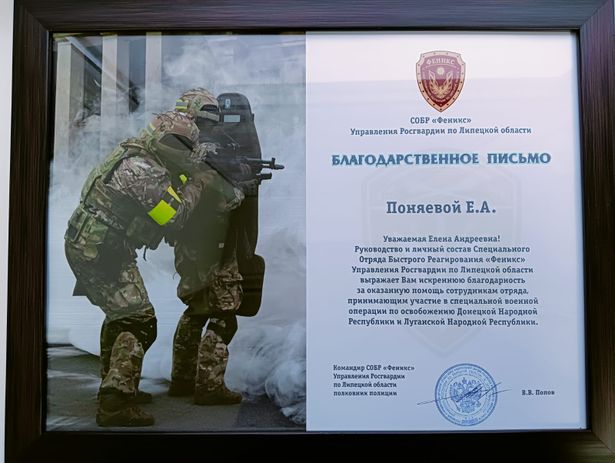 ФЕНИКС
СОБР «Феникс»
Управления Росгвардии по Липецкой области
БЛАГОДАРСТВЕННОЕ ПИСЬМО
Поняевой Е.А.
Уважаемая Елена Андреевна!
Руководство и личный состав Специального
Отряда Быстрого Реагирования «Феникс»
Управления Росгвардии по Липецкой области
выражает Вам искреннюю благодарность
за оказанную помощь сотрудникам отряда,
принимающим участие в специальной военной
операции по освобождению Донецкой Народной
Республики и Луганской Народной Республики.
Командир СОБР «Феникс»
Управления Росгвардии
по Липецкой области
полковник полиции
В.В. Попов